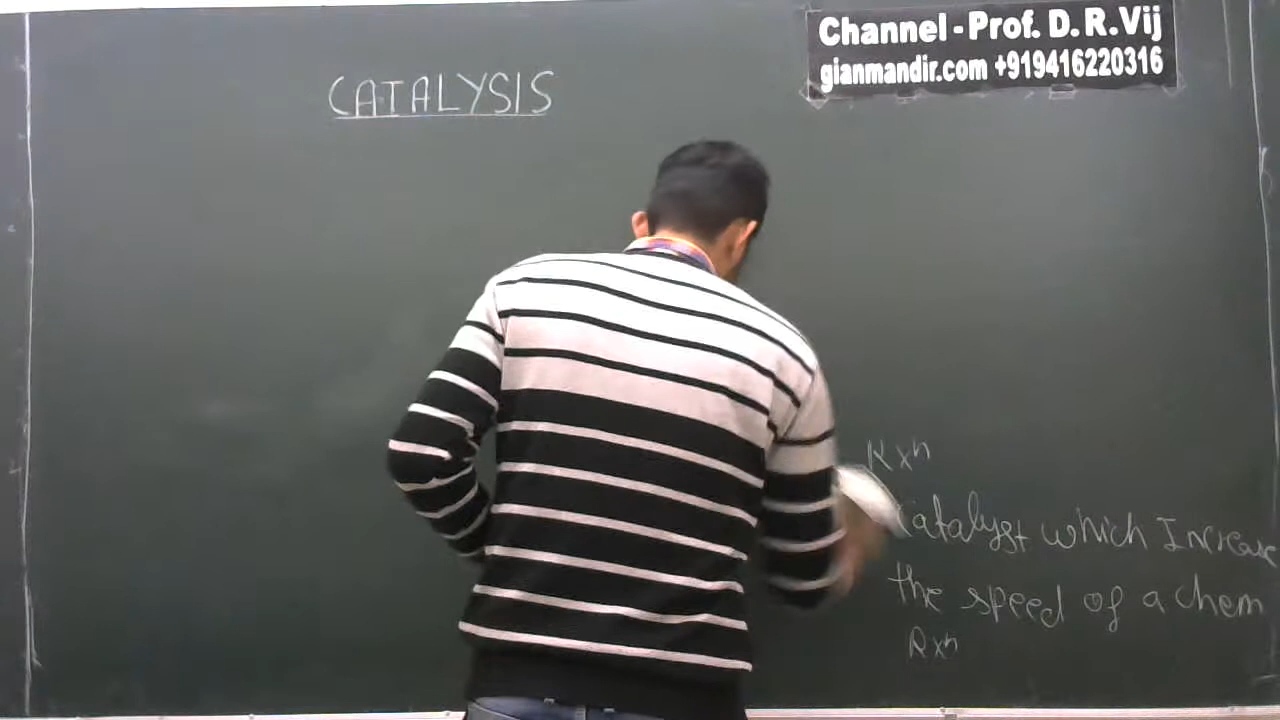 Channel - Prof. D. R. Vij
gianmandir.com +919416220316
CATALYSIS
Rxn
Catalyst which Increase
the speed of a chem
Rxn